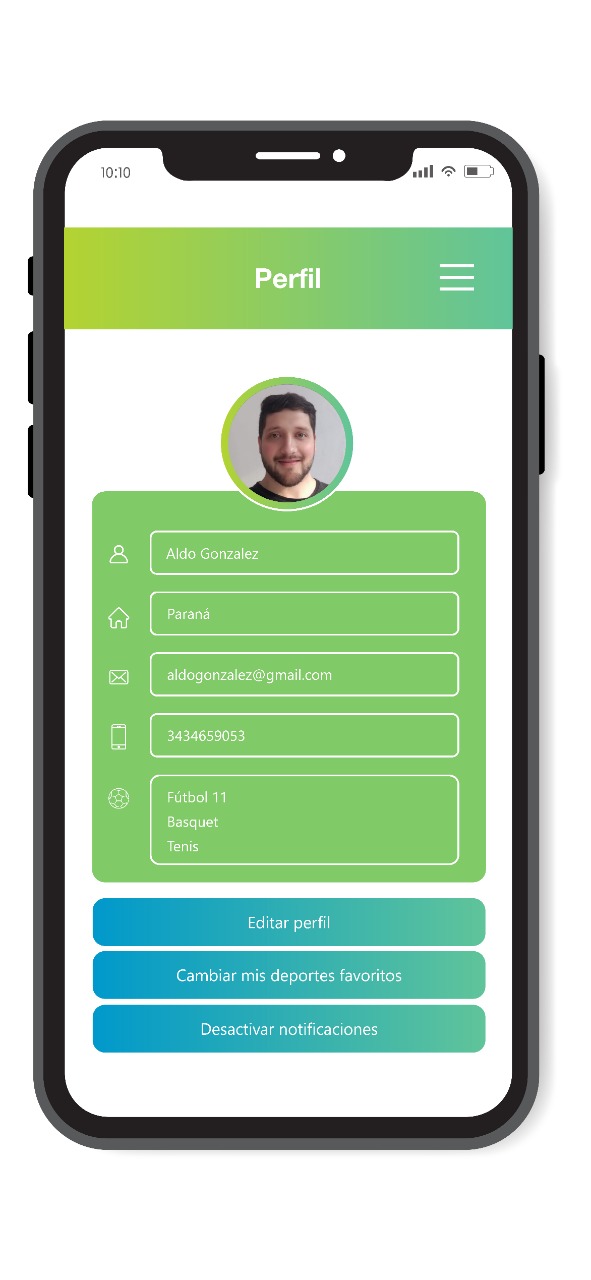 10:10
Perfil
Aldo Gonzalez
Paraná
aldogonzalez@gmail.com
3434659053
Fútbol 11
Basquet
Tenis
Editar perfil
Cambiar mis deportes favoritos
Desactivar notificaciones